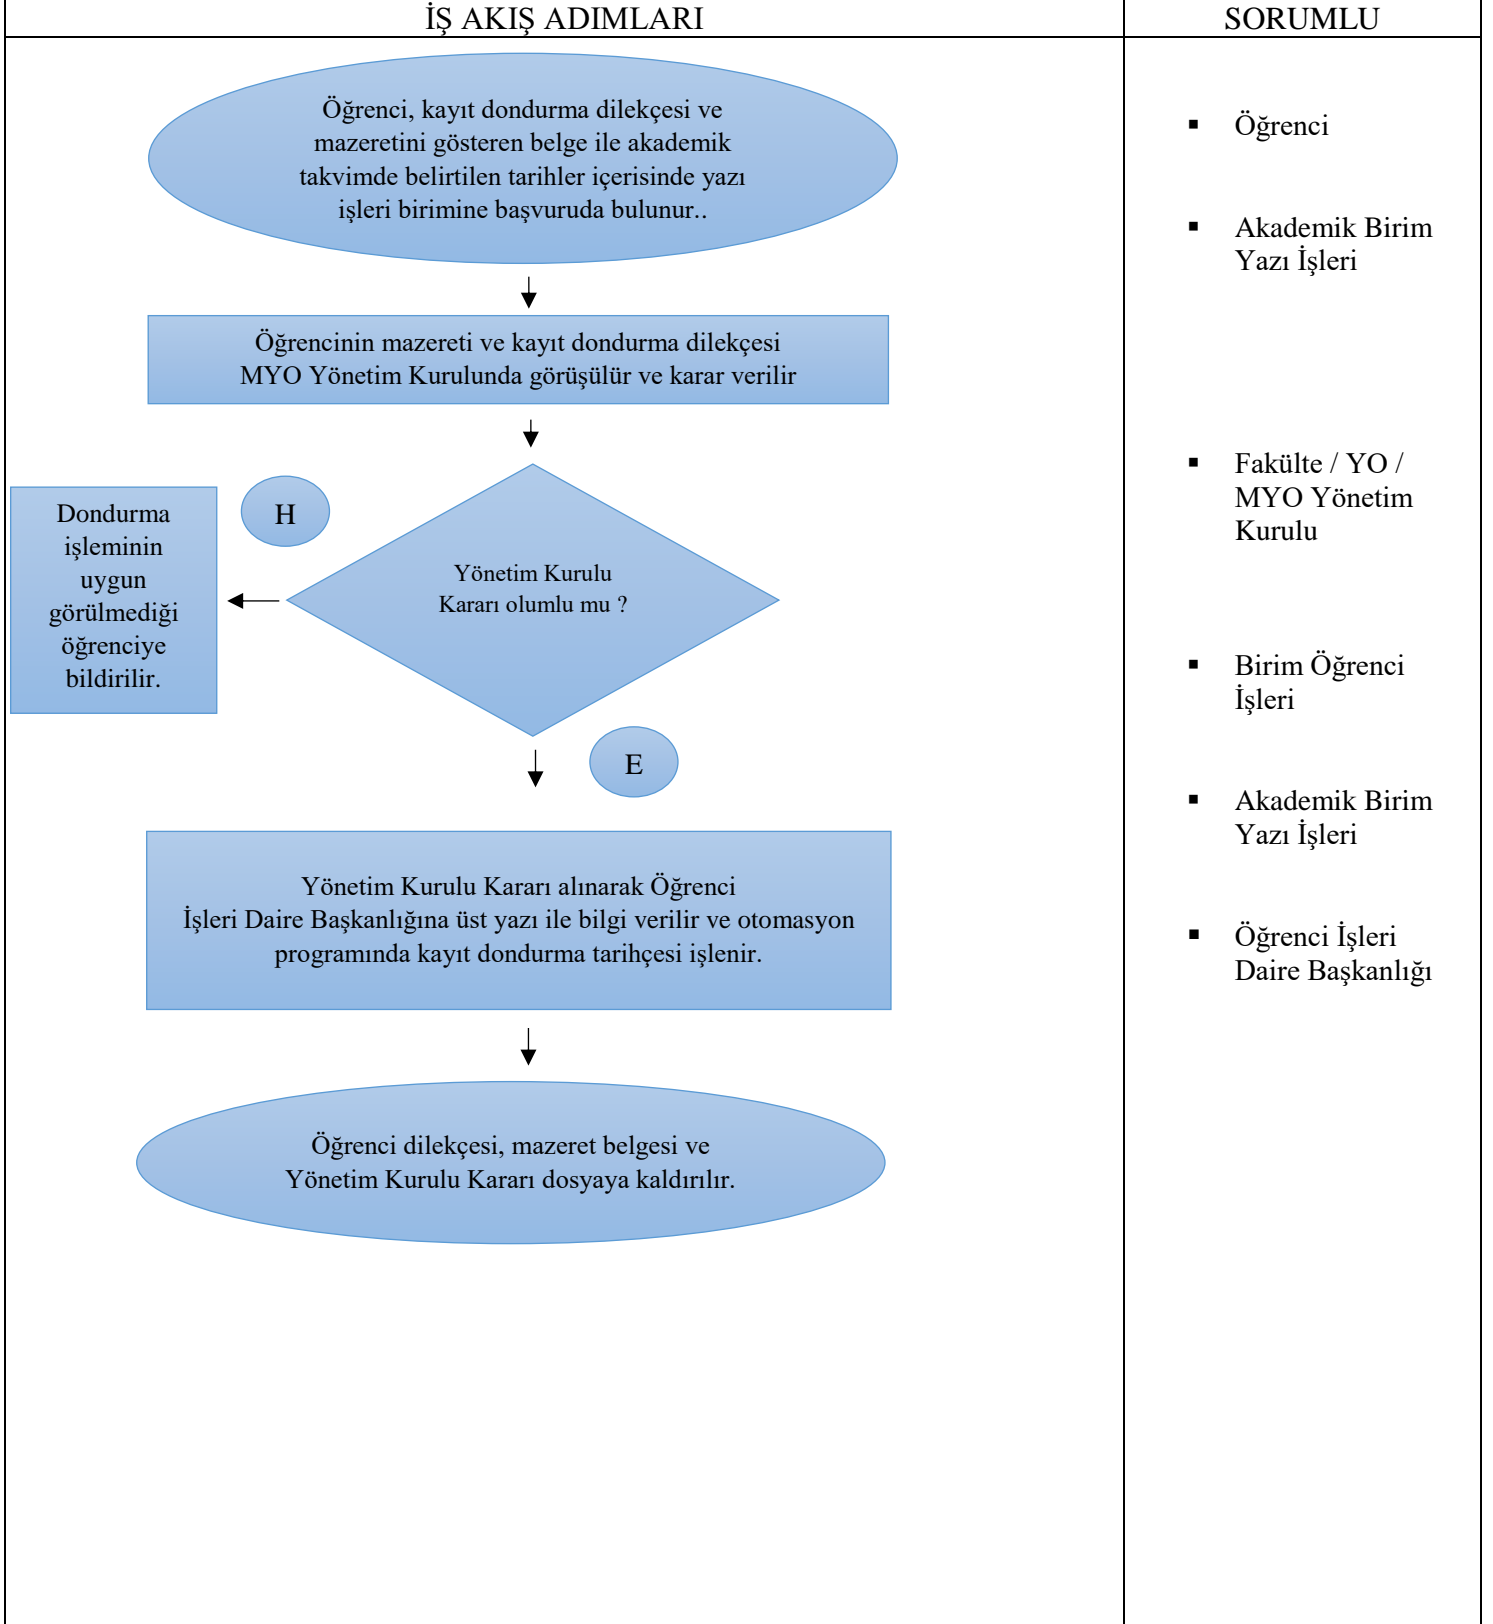 İŞ AKIŞ ADIMLARI
SORUMLU
Öğrenci, kayıt dondurma dilekçesi ve
mazeretini gösteren belge ile akademik
takvimde belirtilen tarihler içerisinde yazı
işleri birimine başvuruda bulunur..
Öğrencinin mazereti ve kayıt dondurma dilekçesi
MYO Yönetim Kurulunda görüşülür ve karar verilir
H
Dondurma
işleminin
uygun
görülmediği
öğrenciye
bildirilir.
Yönetim Kurulu
Kararı olumlu mu ?
E
Yönetim Kurulu Kararı alınarak Öğrenci
İşleri Daire Başkanlığına üst yazı ile bilgi verilir ve otomasyon
programında kayıt dondurma tarihçesi işlenir.
Öğrenci dilekçesi, mazeret belgesi ve
Yönetim Kurulu Kararı dosyaya kaldırılır.
▪ Öğrenci
▪ Akademik Birim
Yazı İşleri
▪ Fakülte / YO /
MYO Yönetim
Kurulu
▪ Birim Öğrenci
İşleri
▪ Akademik Birim
Yazı İşleri
▪ Öğrenci İşleri
Daire Başkanlığı